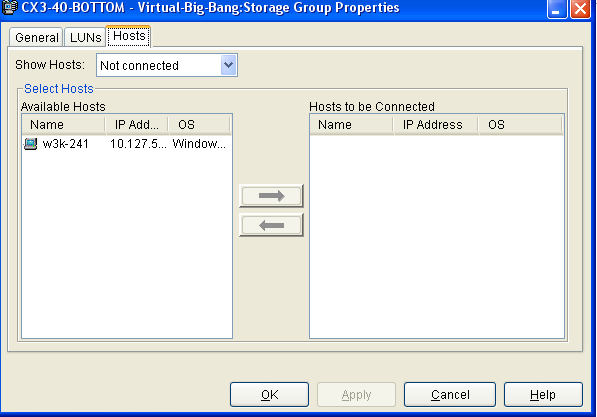 CX3-40-BOTTOM - Virtual-Big-Bang:Storage Group Properties
General LUNs Hosts
Show Hosts: Not connected
Select Hosts
Available Hosts Hosts to be Connected
Name IP Add... OS Name IP Address OS
w3k-241 10.127.5... Window...
OK Apply Cancel Help